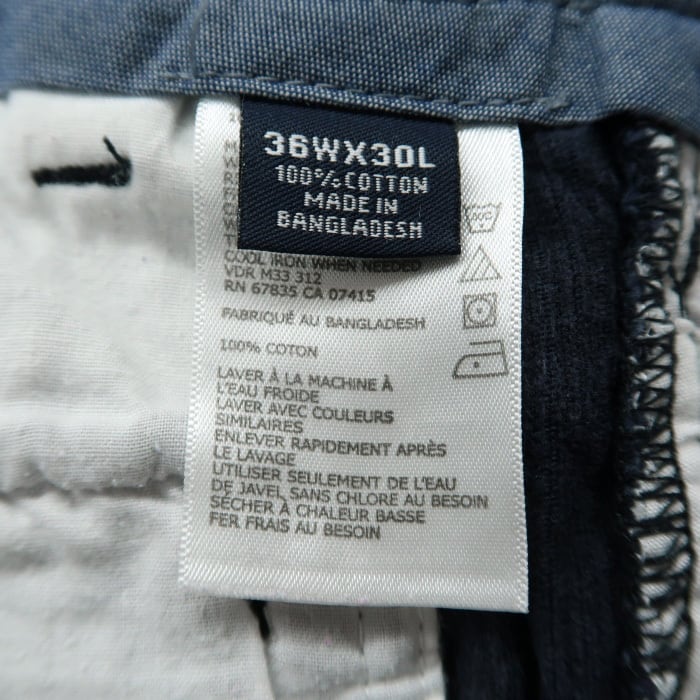 36WX30L
100% COTTON
MADE IN
BANGLADESH
COOL IRON WHEN NEEDED
VDR M33 312
RN 67835 CA 07415
FABRIQUÉ AU BANGLADESH
100% COTON
LAVER À LA MACHINE À
L'EAU FROIDE
LAVER AVEC COULEURS
SIMILAIRES
ENLEVER RAPIDEMENT APRÈS
LE LAVAGE
UTILISER SEULEMENT DE L'EAU
DE JAVEL SANS CHLORE AU BESOIN
SÉCHER À CHALEUR BASSE
FER FRAIS AU BESOIN